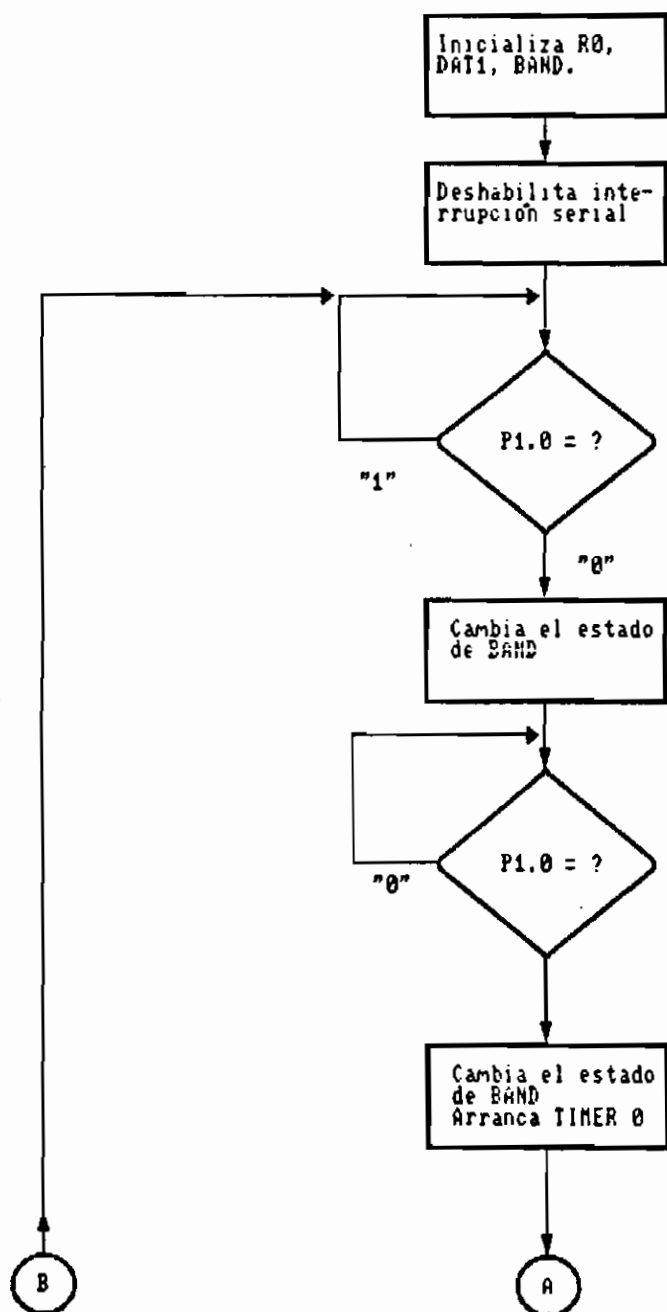 Inicializa R0,
DAT1, BAND.
Deshabilita inte-
rrupción serial
P1.0 = ?
"1"
"0"
Cambia el estado
de BAND
P1.0 = ?
"0"
Cambia el estado
de BAND
Arranca TIMER 0
B
A